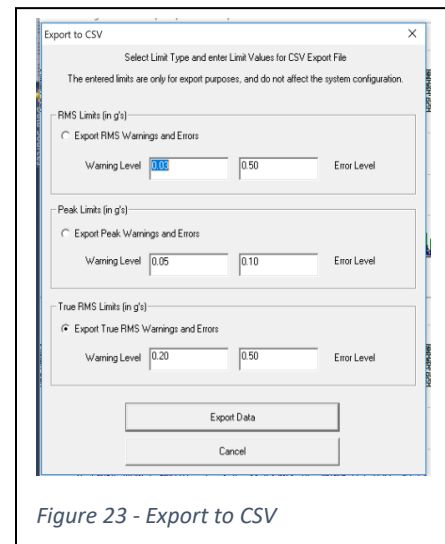 Export to CSV
Select Limit Type and enter Limit Values for CSV Export File
The entered limits are only for export purposes, and do not affect the system configuration.
RMS Limits (in g's)
Export RMS Warnings and Errors
Warning Level 0.03 0.50 Error Level
Peak Limits (in g's)
Export Peak Warnings and Errors
Warning Level 0.05 0.10 Error Level
True RMS Limits (in g's)
Export True RMS Warnings and Errors
Warning Level 0.20 0.50 Error Level
Export Data
Cancel
Figure 23 - Export to CSV